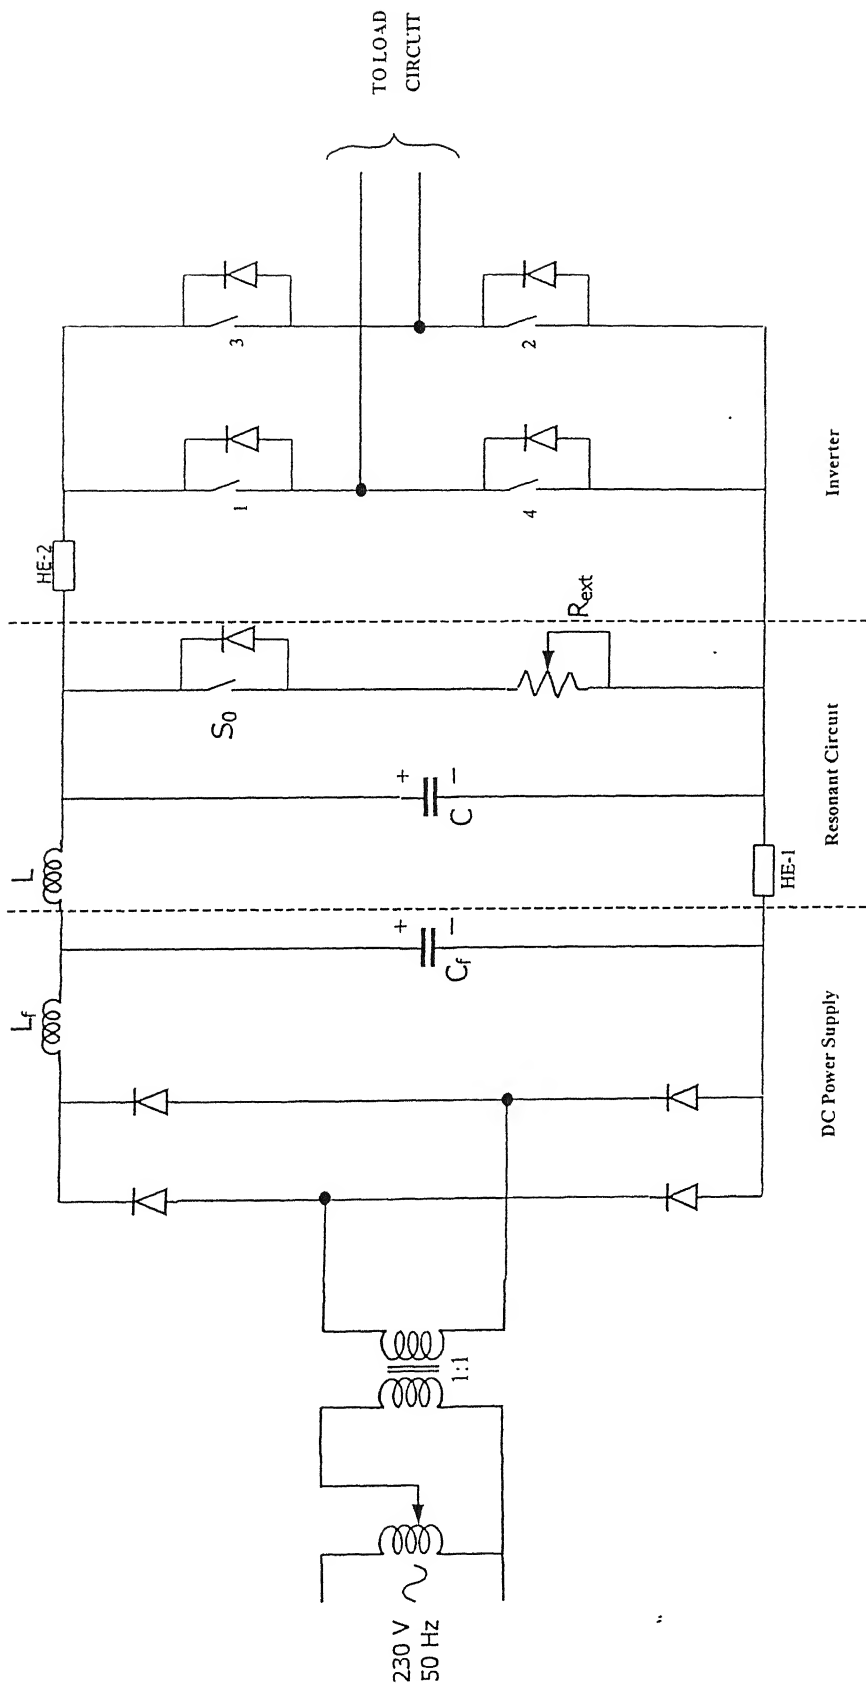 230 V
50 Hz
1:1
L_f
C_f
+
−
DC Power Supply
L
C
+
−
HE-1
S_0
R_ext
Resonant Circuit
HE-2
1
4
3
2
Inverter
TO LOAD
CIRCUIT